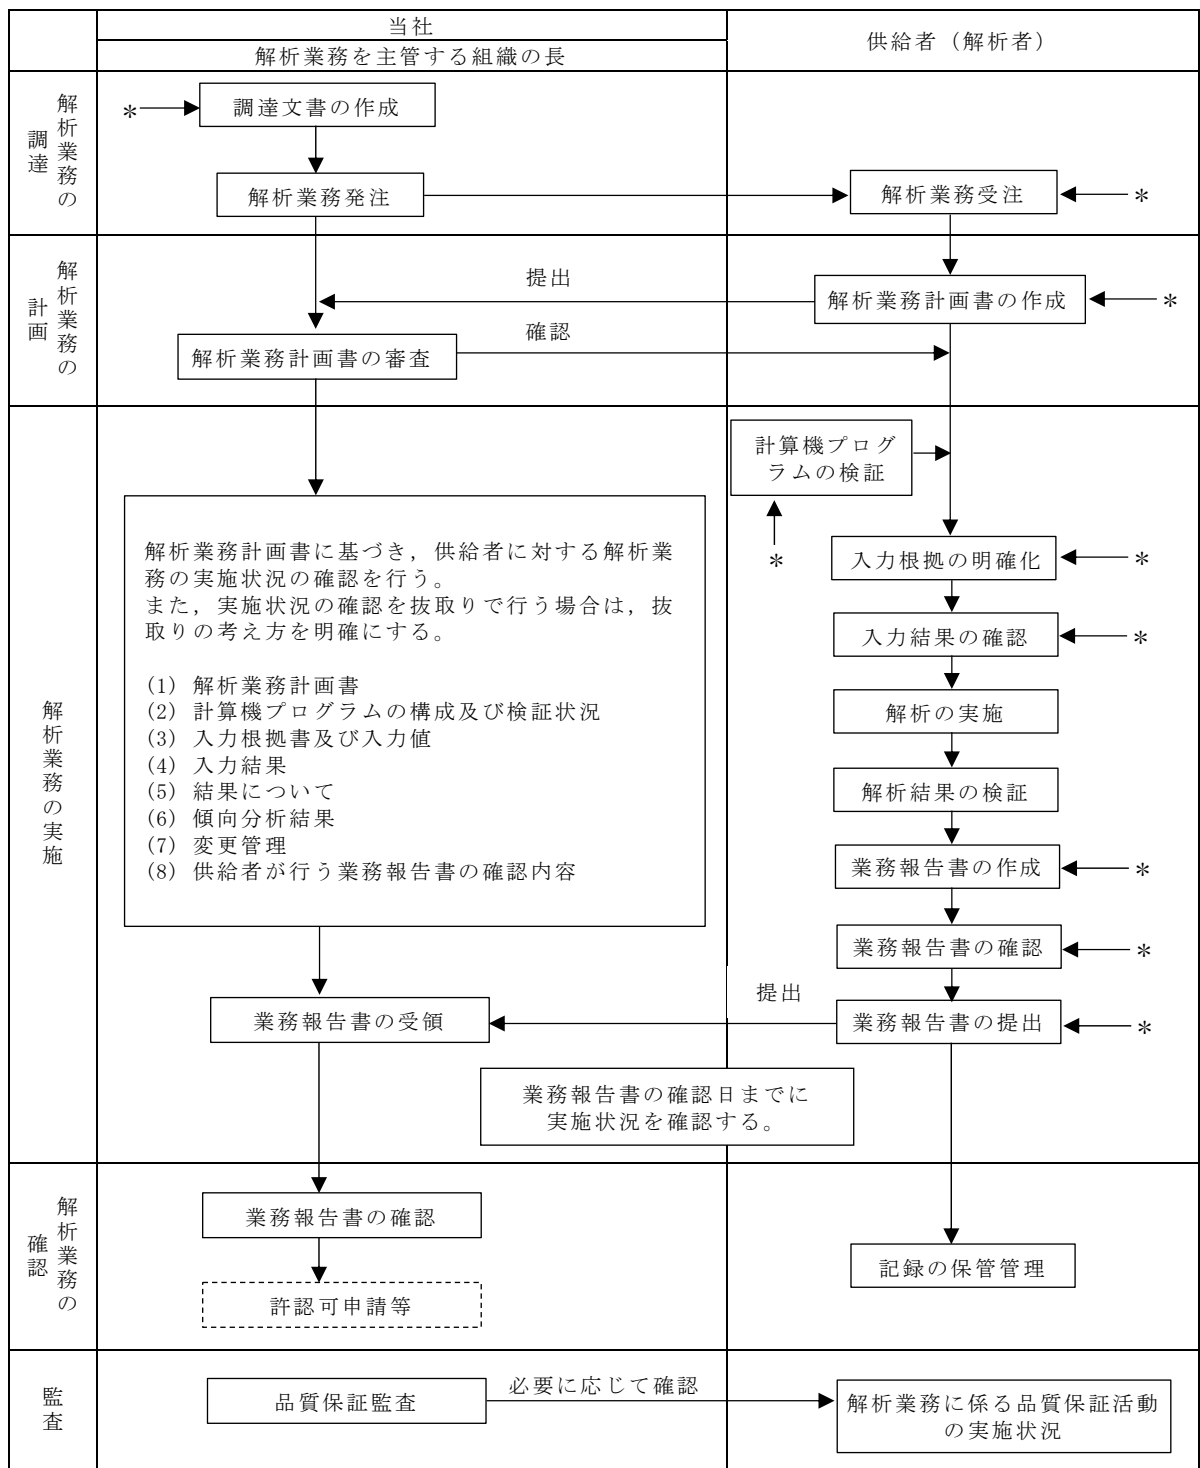 当社
解析業務を主管する組織の長
供給者（解析者）
解析業務の
調達
＊
調達文書の作成
解析業務発注
解析業務受注
＊
解析業務の
計画
提出
解析業務計画書の作成
＊
確認
解析業務計画書の審査
解析業務の実施
計算機プログ
ラムの検証
＊
解析業務計画書に基づき，供給者に対する解析業
務の実施状況の確認を行う。
また，実施状況の確認を抜取りで行う場合は，抜
取りの考え方を明確にする。
(1) 解析業務計画書
(2) 計算機プログラムの構成及び検証状況
(3) 入力根拠書及び入力値
(4) 入力結果
(5) 結果について
(6) 傾向分析結果
(7) 変更管理
(8) 供給者が行う業務報告書の確認内容
入力根拠の明確化
＊
入力結果の確認
＊
解析の実施
解析結果の検証
業務報告書の作成
＊
業務報告書の確認
＊
提出
業務報告書の受領
業務報告書の提出
＊
業務報告書の確認日までに
実施状況を確認する。
解析業務の
確認
業務報告書の確認
記録の保管管理
許認可申請等
監査
品質保証監査
必要に応じて確認
解析業務に係る品質保証活動
の実施状況